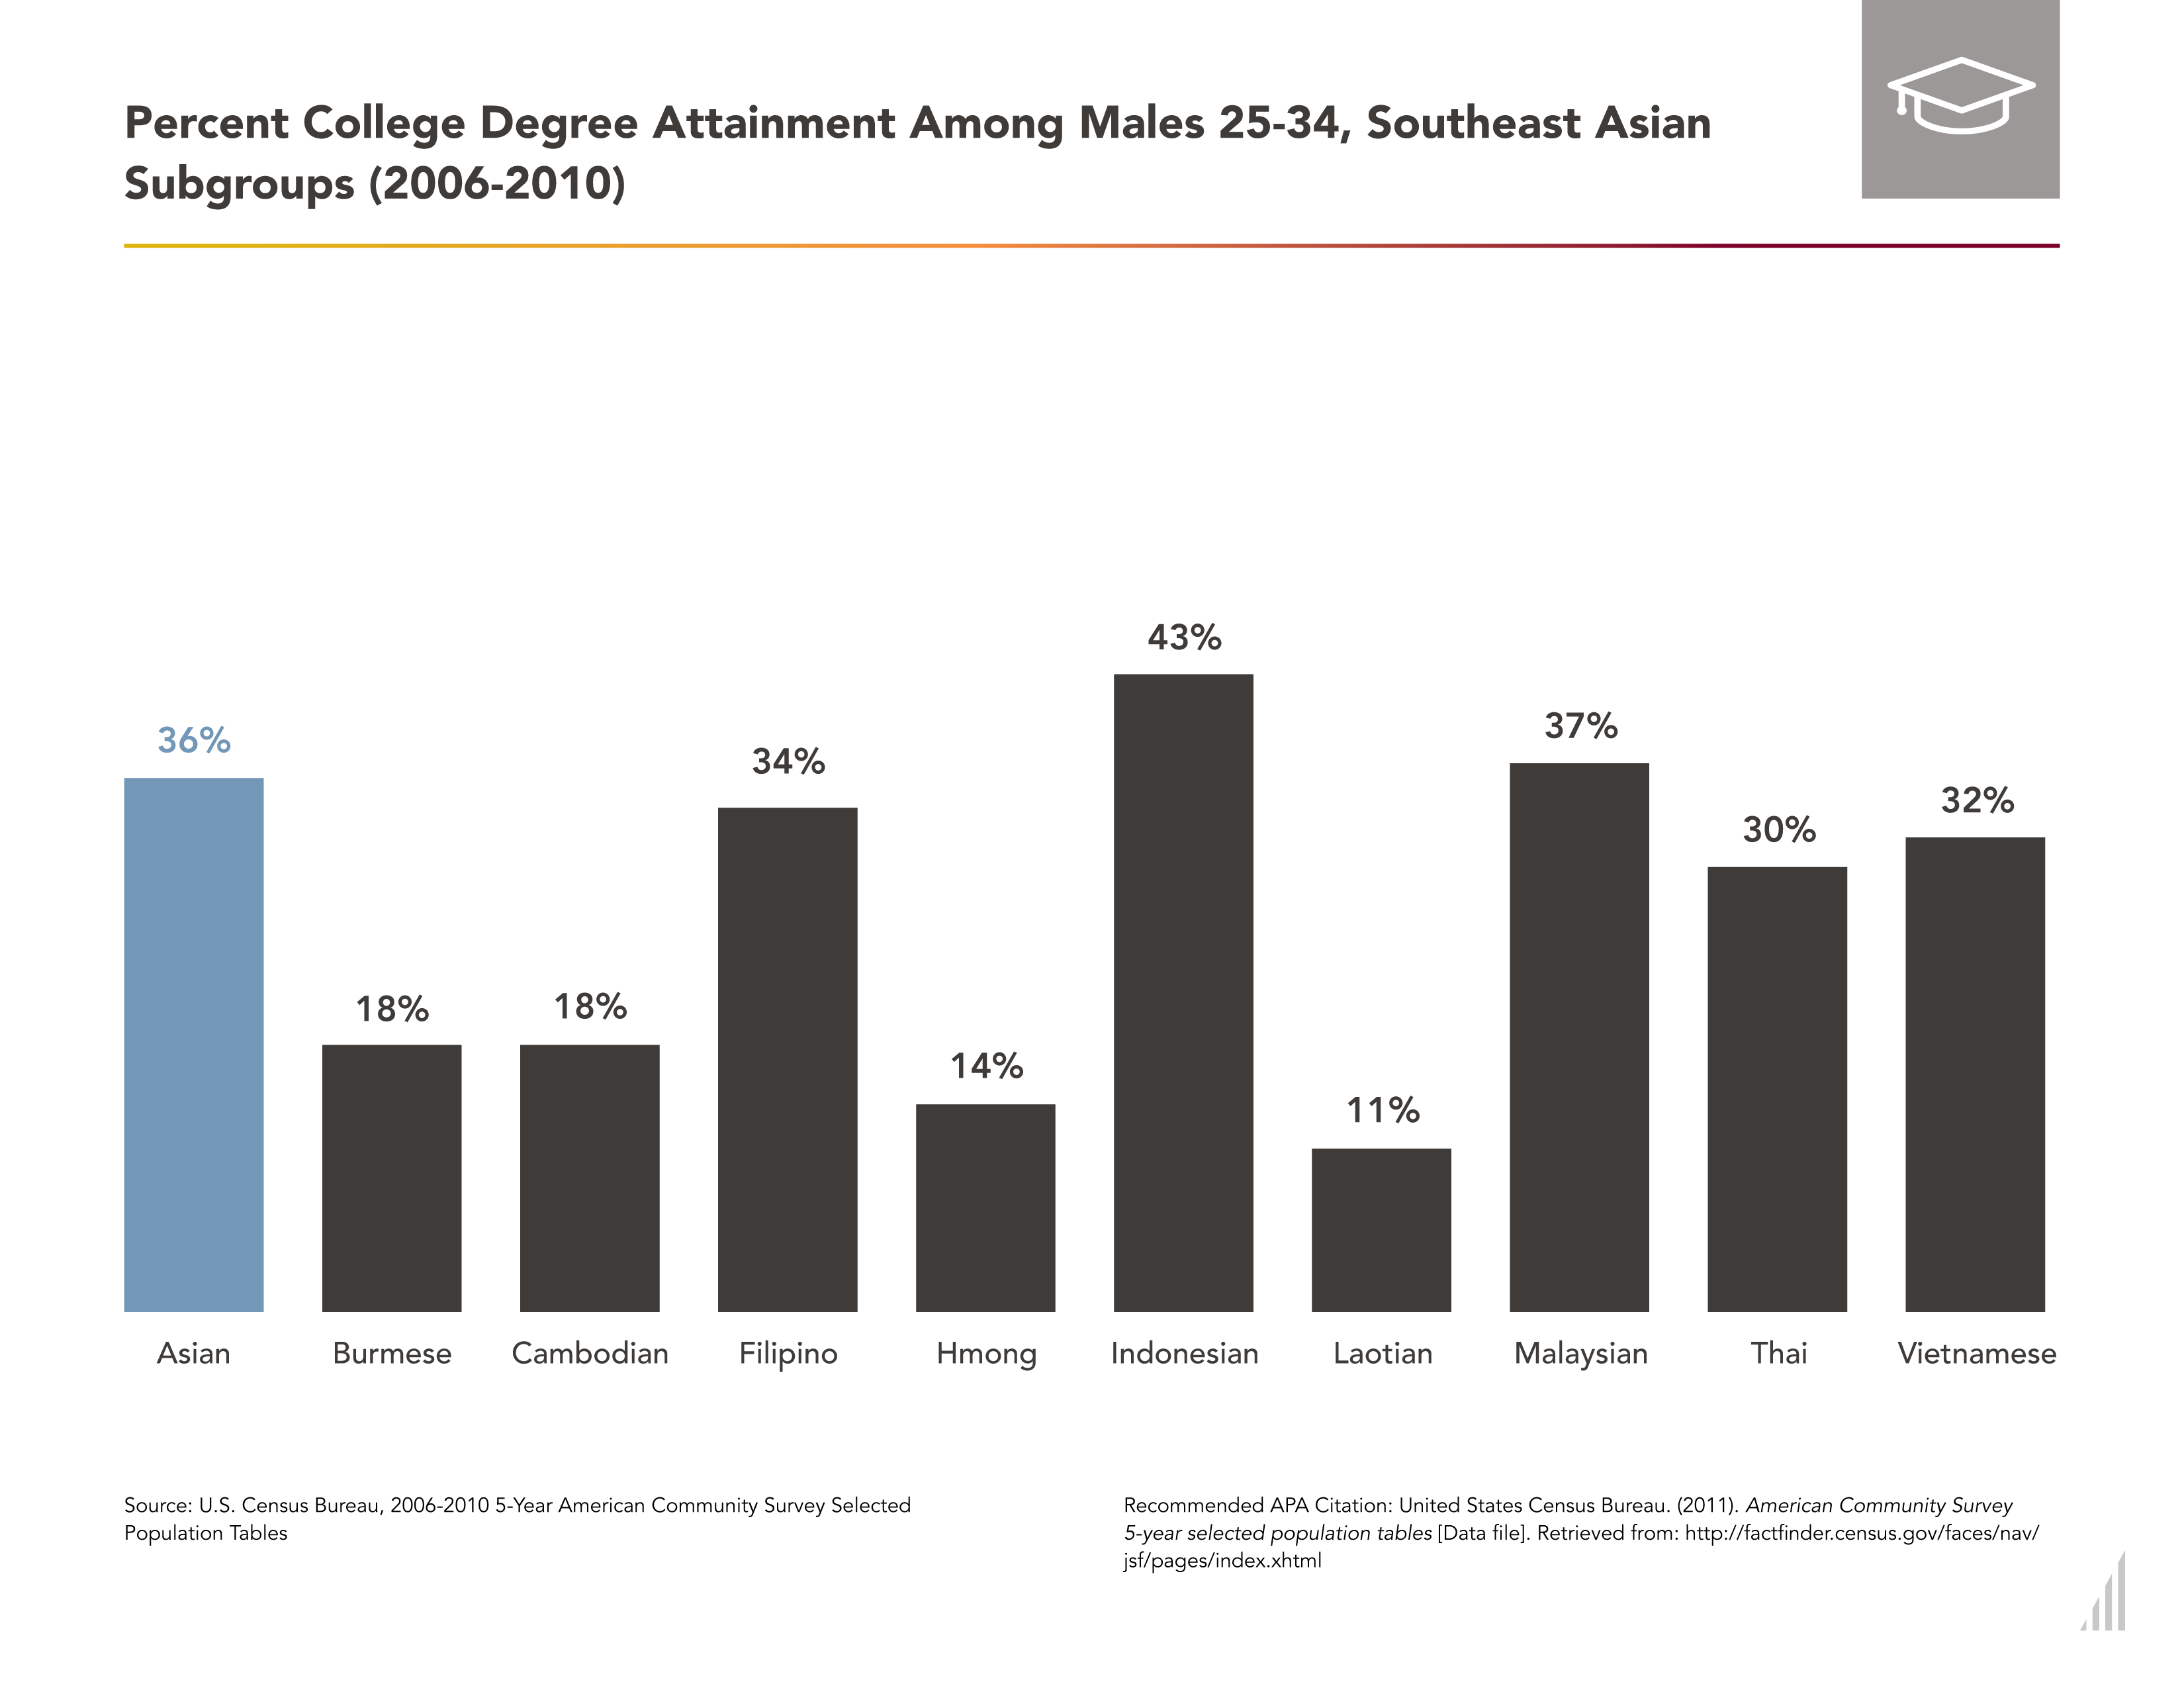 Percent College Degree Attainment Among Males 25-34, Southeast Asian
Subgroups (2006-2010)
36%
18%
18%
34%
14%
43%
11%
37%
30%
32%
Asian
Burmese
Cambodian
Filipino
Hmong
Indonesian
Laotian
Malaysian
Thai
Vietnamese
Source: U.S. Census Bureau, 2006-2010 5-Year American Community Survey Selected
Population Tables
Recommended APA Citation: United States Census Bureau. (2011). American Community Survey
5-year selected population tables [Data file]. Retrieved from: http://factfinder.census.gov/faces/nav/
jsf/pages/index.xhtml